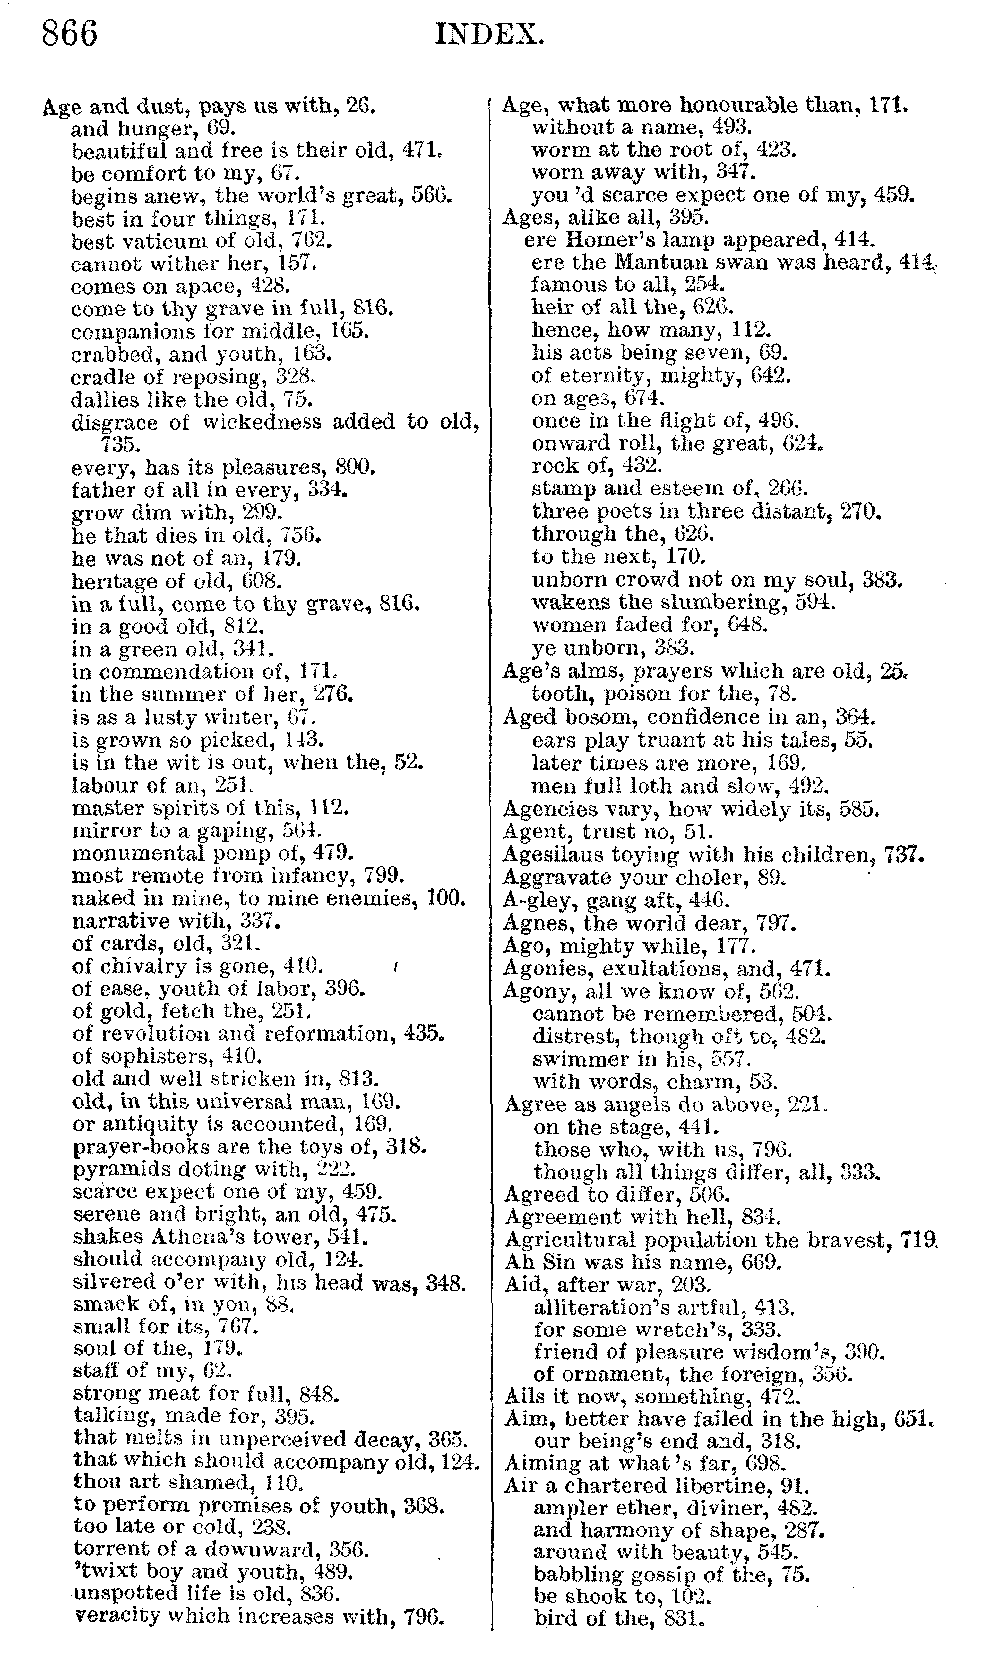 866 INDEX.
Age and dust, pays us with, 26.
and hunger, 69.
beautiful and free is their old, 471.
be comfort to my, 67.
begins anew, the world's great, 566.
best in four things, 171.
best vaticum of old, 762.
cannot wither her, 157.
comes on apace, 428.
come to thy grave in full, 816.
companions for middle, 165.
crabbed, and youth, 163.
cradle of reposing, 328.
dallies like the old, 75.
disgrace of wickedness added to old,
735.
every, has its pleasures, 800.
father of all in every, 334.
grow dim with, 299.
he that dies in old, 756.
he was not of an, 179.
heritage of old, 608.
in a full, come to thy grave, 816.
in a good old, 812.
in a green old, 341.
in commendation of, 171.
in the summer of her, 276.
is as a lusty winter, 67.
is grown so picked, 143.
is in the wit is out, when the, 52.
labour of an, 251.
master spirits of this, 112.
mirror to a gaping, 564.
monumental pomp of, 479.
most remote from infancy, 799.
naked in mine, to mine enemies, 100.
narrative with, 337.
of cards, old, 321.
of chivalry is gone, 410.
of ease, youth of labor, 396.
of gold, fetch the, 251.
of revolution and reformation, 435.
of sophisters, 410.
old and well stricken in, 813.
old, in this universal man, 169.
or antiquity is accounted, 169.
prayer-books are the toys of, 318.
pyramids doting with, 222.
scarce expect one of my, 459.
serene and bright, an old, 475.
shakes Athena's tower, 541.
should accompany old, 124.
silvered o'er with, his head was, 348.
smack of, in you, 88.
small for its, 767.
soul of the, 179.
staff of my, 62.
strong meat for full, 848.
talking, made for, 395.
that melts in unperceived decay, 365.
that which should accompany old, 124.
thou art shamed, 110.
to perform promises of youth, 368.
too late or cold, 238.
torrent of a downward, 356.
'twixt boy and youth, 489.
unspotted life is old, 836.
veracity which increases with, 796.
Age, what more honourable than, 171.
without a name, 493.
worm at the root of, 423.
worn away with, 347.
you 'd scarce expect one of my, 459.
Ages, alike all, 395.
ere Homer's lamp appeared, 414.
ere the Mantuan swan was heard, 414.
famous to all, 254.
heir of all the, 626.
hence, how many, 112.
his acts being seven, 69.
of eternity, mighty, 642.
on ages, 674.
once in the flight of, 496.
onward roll, the great, 624.
rock of, 432.
stamp and esteem of, 266.
three poets in three distant, 270.
through the, 626.
to the next, 170.
unborn crowd not on my soul, 383.
wakens the slumbering, 594.
women faded for, 648.
ye unborn, 383.
Age's alms, prayers which are old, 25.
tooth, poison for the, 78.
Aged bosom, confidence in an, 364.
ears play truant at his tales, 55.
later times are more, 169.
men full loth and slow, 492.
Agencies vary, how widely its, 585.
Agent, trust no, 51.
Agesilaus toying with his children, 737.
Aggravate your choler, 89.
A-gley, gang aft, 446.
Agnes, the world dear, 797.
Ago, mighty while, 177.
Agonies, exultations, and, 471.
Agony, all we know of, 562.
cannot be remembered, 504.
distrest, though oft to, 482.
swimmer in his, 557.
with words, charm, 53.
Agree as angels do above, 221.
on the stage, 441.
those who, with us, 796.
though all things differ, all, 333.
Agreed to differ, 506.
Agreement with hell, 834.
Agricultural population the bravest, 719.
Ah Sin was his name, 669.
Aid, after war, 203.
alliteration's artful, 413.
for some wretch's, 333.
friend of pleasure wisdom's, 390.
of ornament, the foreign, 356.
Ails it now, something, 472.
Aim, better have failed in the high, 651.
our being's end and, 318.
Aiming at what 's far, 698.
Air a chartered libertine, 91.
ampler ether, diviner, 482.
and harmony of shape, 287.
around with beauty, 545.
babbling gossip of the, 75.
be shook to, 102.
bird of the, 831.